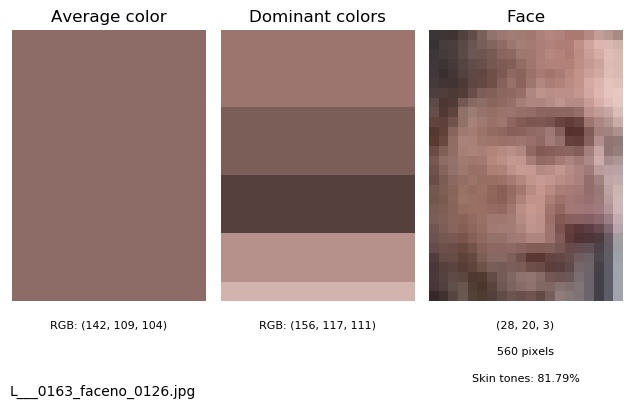 Average color
Dominant colors
Face
RGB: (142, 109, 104)
RGB: (156, 117, 111)
(28, 20, 3)
560 pixels
Skin tones: 81.79%
L___0163_faceno_0126.jpg